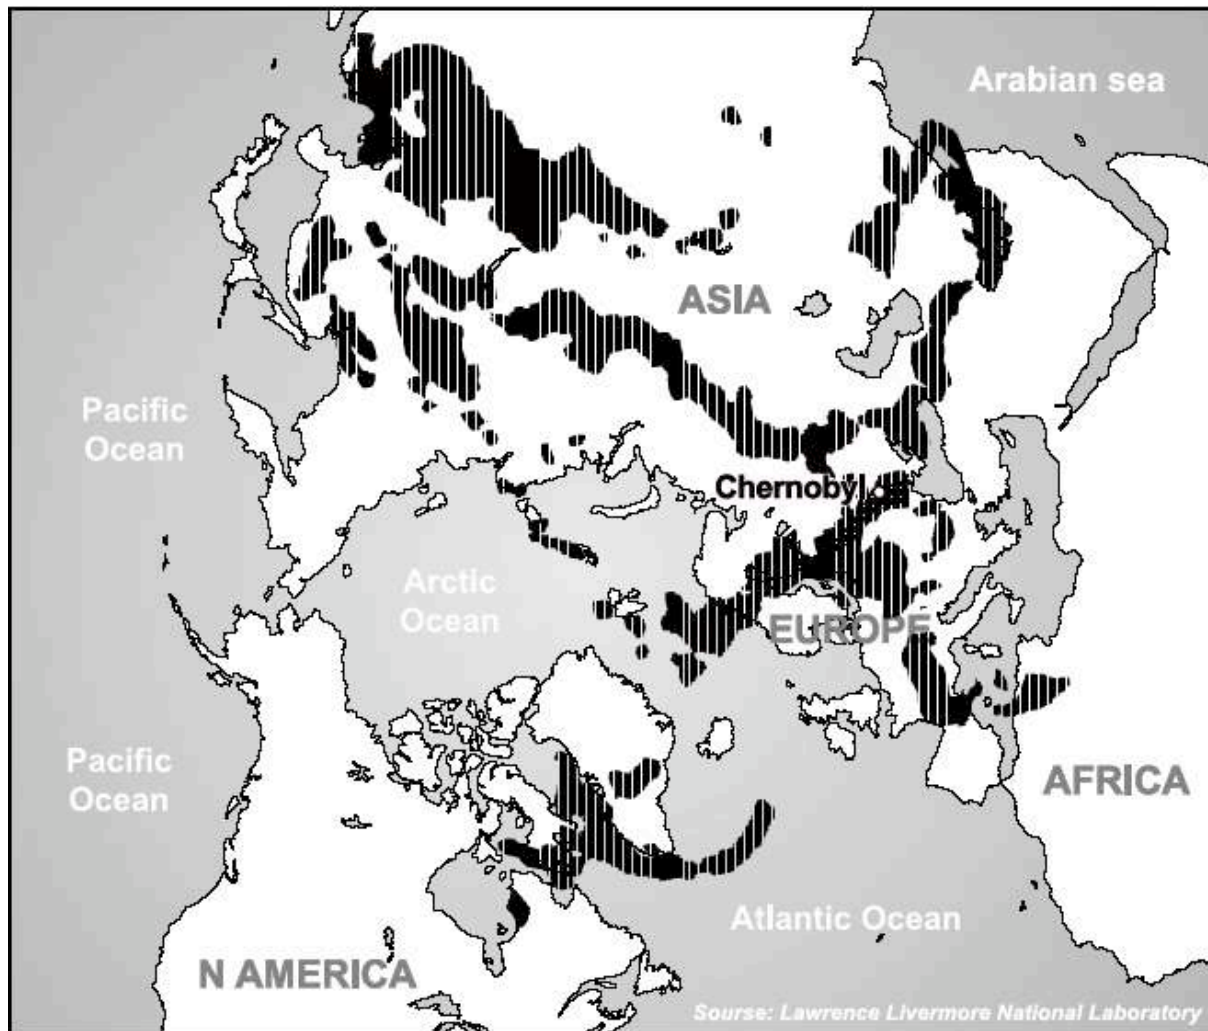 Arabian sea
ASIA
Pacific
Ocean
Chernobyl
Arctic
Ocean
EUROPE
Pacific
Ocean
AFRICA
Atlantic Ocean
N AMERICA
Sourse: Lawrence Livermore National Laboratory